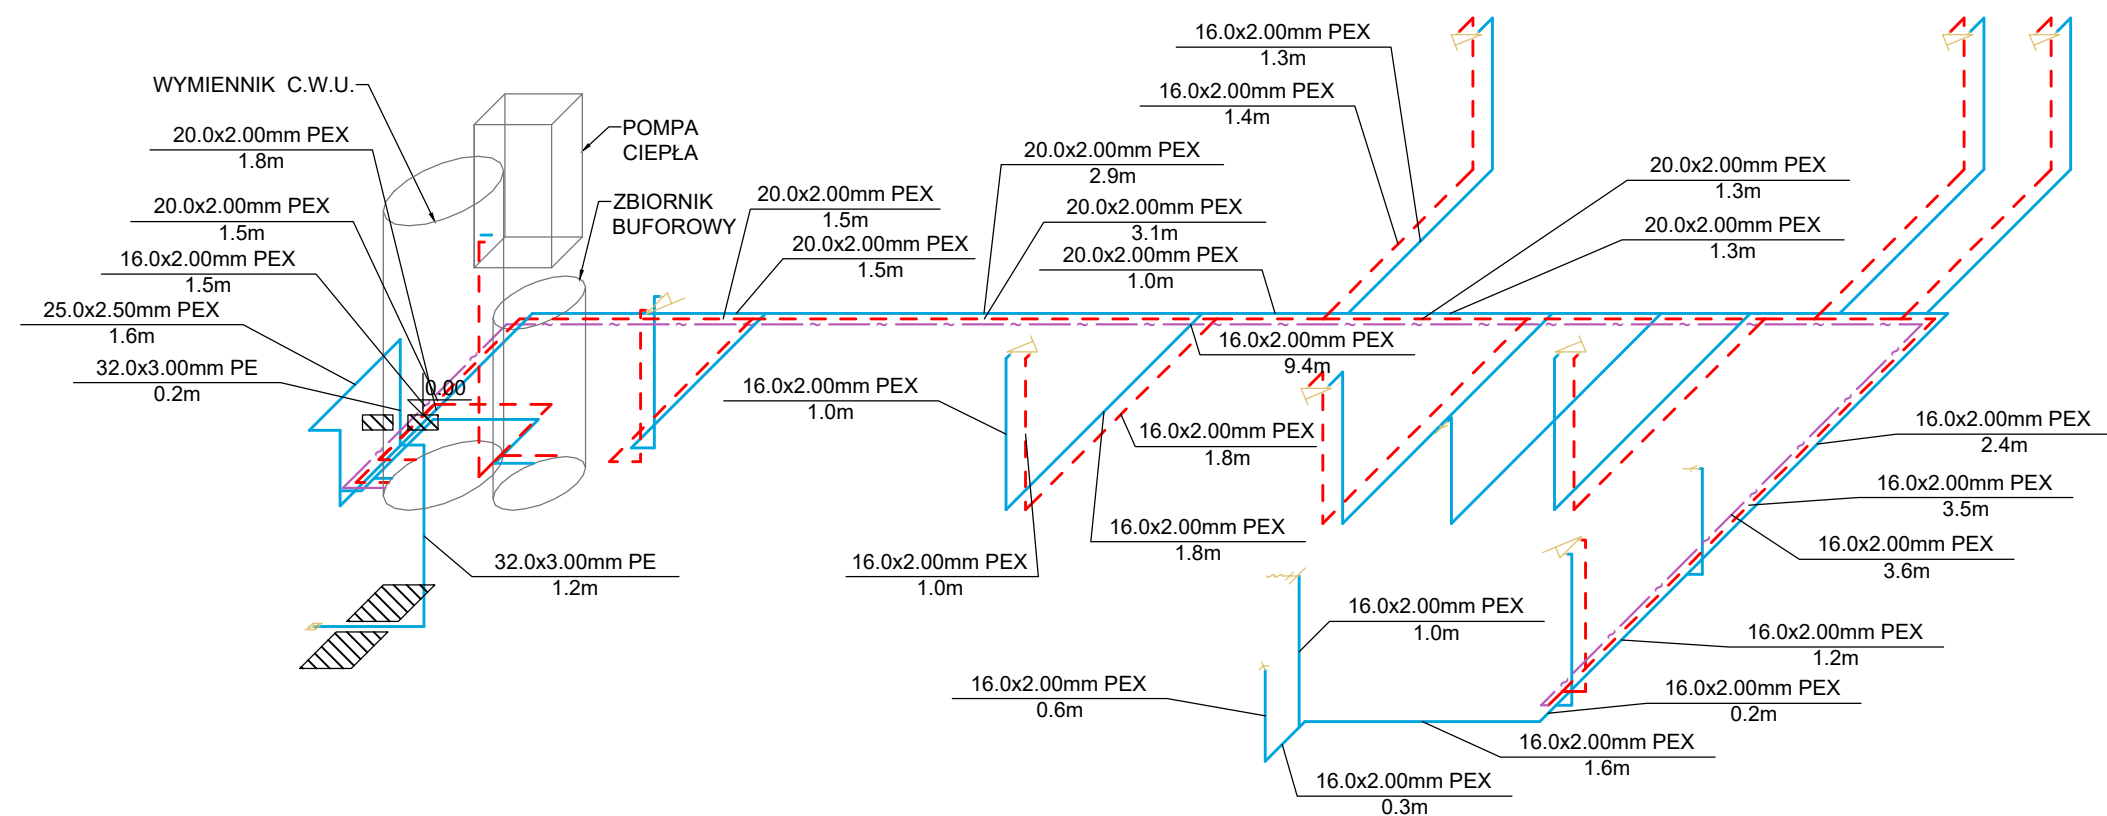 16.0x2.00mm PEX
1.3m
WYMIENNIK C.W.U.
16.0x2.00mm PEX
1.4m
20.0x2.00mm PEX
1.8m
POMPA
CIEPŁA
20.0x2.00mm PEX
2.9m
20.0x2.00mm PEX
1.3m
20.0x2.00mm PEX
1.5m
ZBIORNIK
BUFOROWY
20.0x2.00mm PEX
1.5m
20.0x2.00mm PEX
3.1m
20.0x2.00mm PEX
1.3m
16.0x2.00mm PEX
1.5m
20.0x2.00mm PEX
1.5m
20.0x2.00mm PEX
1.0m
25.0x2.50mm PEX
1.6m
16.0x2.00mm PEX
9.4m
32.0x3.00mm PE
0.2m
0.00
16.0x2.00mm PEX
1.0m
16.0x2.00mm PEX
1.8m
16.0x2.00mm PEX
2.4m
16.0x2.00mm PEX
3.5m
16.0x2.00mm PEX
1.8m
16.0x2.00mm PEX
3.6m
32.0x3.00mm PE
1.2m
16.0x2.00mm PEX
1.0m
16.0x2.00mm PEX
1.0m
16.0x2.00mm PEX
1.2m
16.0x2.00mm PEX
0.6m
16.0x2.00mm PEX
0.2m
16.0x2.00mm PEX
1.6m
16.0x2.00mm PEX
0.3m